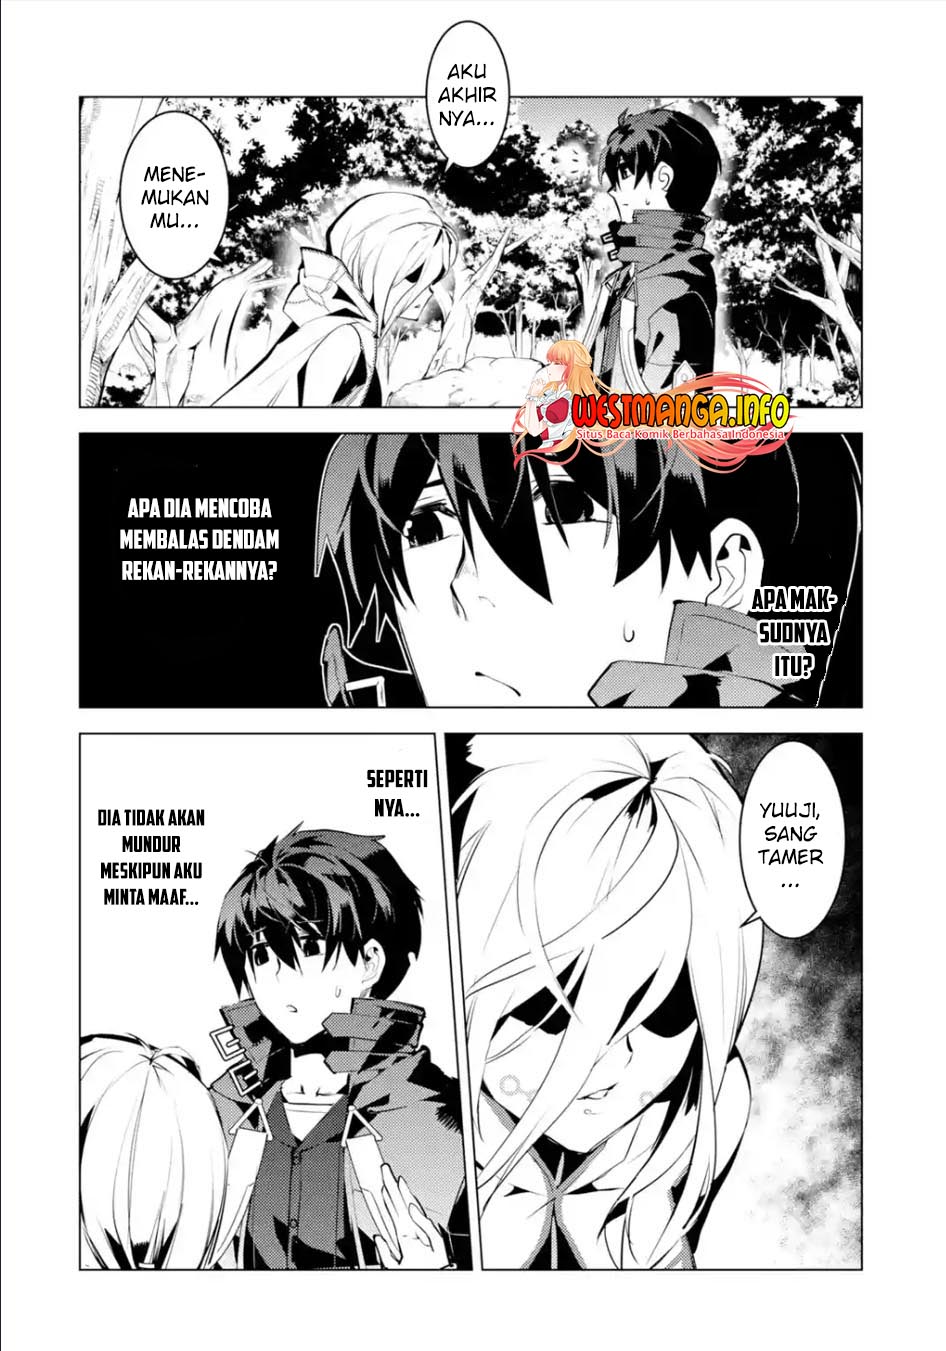 AKU
AKHIR
NYA...
MENE-
MUKAN
MU...
WESTMANGA.INFO
Situs Baca Komik Berbahasa Indonesia
APA DIA MENCOBA
MEMBALAS DENDAM
REKAN-REKANNYA?
APA MAK-
SUDNYA
ITU?
YUUJI,
SANG
TAMER
...
SEPERTI
NYA...
DIA TIDAK AKAN
MUNDUR
MESKIPUN AKU
MINTA MAAF...